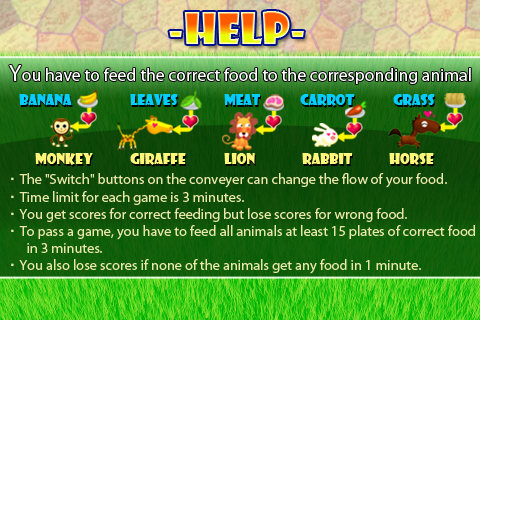 -HELP-
You have to feed the correct food to the corresponding animal
BANANA LEAVES MEAT CARROT GRASS
MONKEY GIRAFFE LION RABBIT HORSE
・The "Switch" buttons on the conveyer can change the flow of your food.
・Time limit for each game is 3 minutes.
・You get scores for correct feeding but lose scores for wrong food.
・To pass a game, you have to feed all animals at least 15 plates of correct food
in 3 minutes.
・You also lose scores if none of the animals get any food in 1 minute.